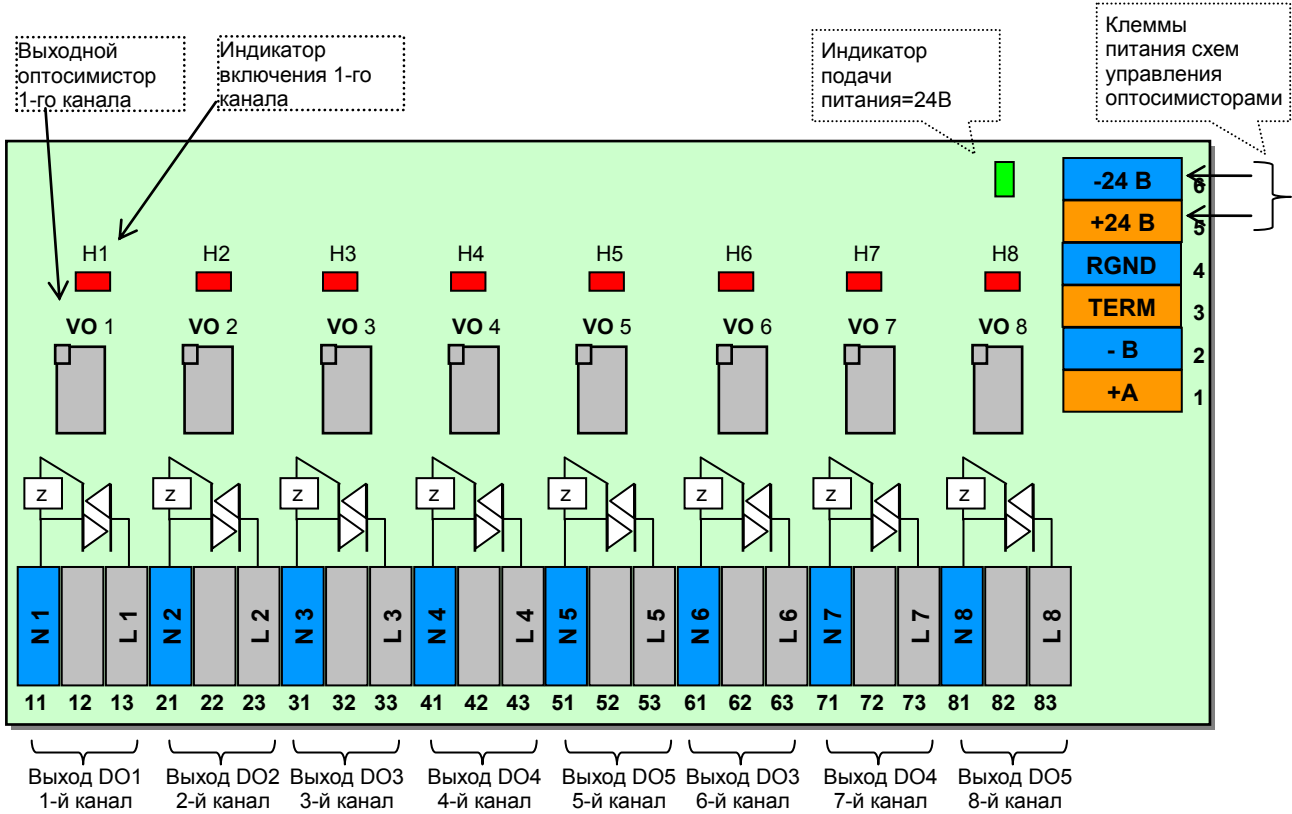 Выходной
оптосимистор
1-го канала
Индикатор
включения 1-го
канала
Индикатор
подачи
питания=24В
Клеммы
питания схем
управления
оптосимисторами
-24 В 6
+24 В 5
RGND 4
TERM 3
- B 2
+A 1
H1 H2 H3 H4 H5 H6 H7 H8
VO 1 VO 2 VO 3 VO 4 VO 5 VO 6 VO 7 VO 8
z z z z z z z z
N 1 L 1 N 2 L 2 N 3 L 3 N 4 L 4 N 5 L 5 N 6 L 6 N 7 L 7 N 8 L 8
11 12 13 21 22 23 31 32 33 41 42 43 51 52 53 61 62 63 71 72 73 81 82 83
Выход DO1 Выход DO2 Выход DO3 Выход DO4 Выход DO5 Выход DO3 Выход DO4 Выход DO5
1-й канал 2-й канал 3-й канал 4-й канал 5-й канал 6-й канал 7-й канал 8-й канал